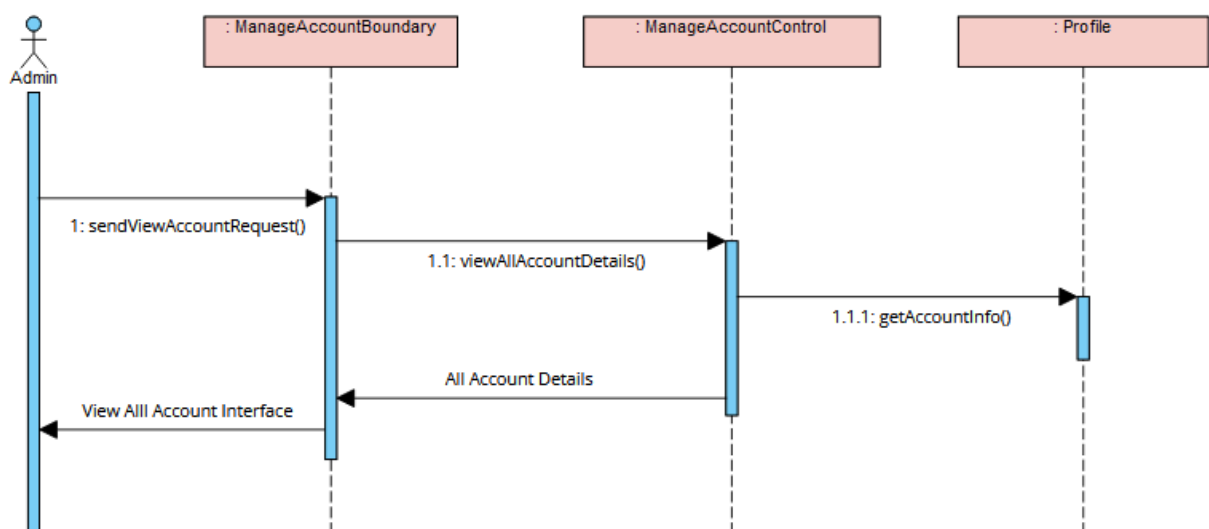 : ManageAccountBoundary
: ManageAccountControl
: Profile
Admin
1: sendViewAccountRequest()
1.1: viewAllAccountDetails()
1.1.1: getAccountInfo()
All Account Details
View Alll Account Interface